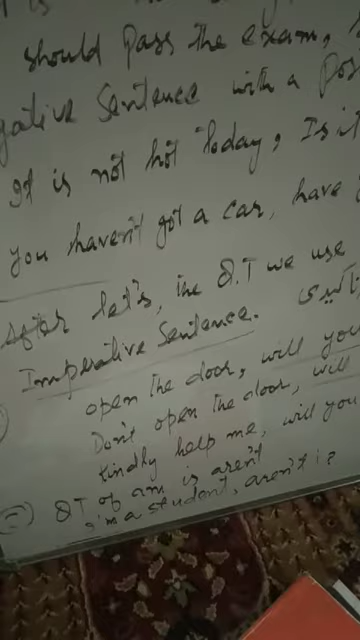 should pass the exam,
gative Sentence with a Pos
It is not hot today, Is it
you haven't got a car, have
After let's, the Q.T we use
Imperative Sentence.
open the door, will you
Don't open the door, will
kindly help me, will you
QT of am is aren't
I'm a student, aren't i?